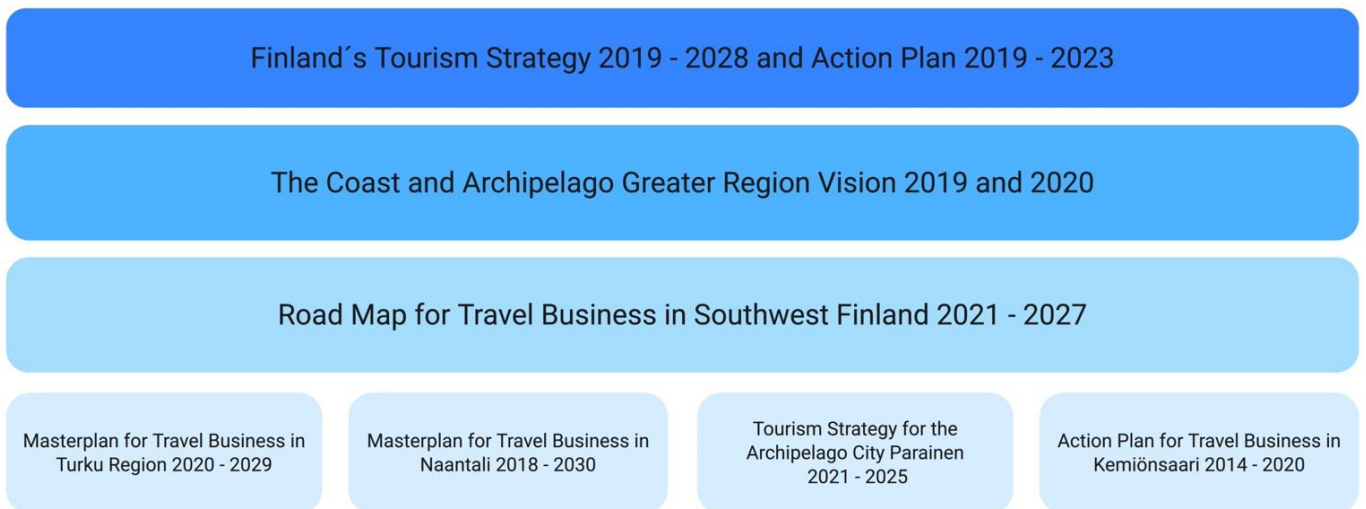 Finland´s Tourism Strategy 2019 - 2028 and Action Plan 2019 - 2023
The Coast and Archipelago Greater Region Vision 2019 and 2020
Road Map for Travel Business in Southwest Finland 2021 - 2027
Masterplan for Travel Business in
Turku Region 2020 - 2029
Masterplan for Travel Business in
Naantali 2018 - 2030
Tourism Strategy for the
Archipelago City Parainen
2021 - 2025
Action Plan for Travel Business in
Kemiönsaari 2014 - 2020